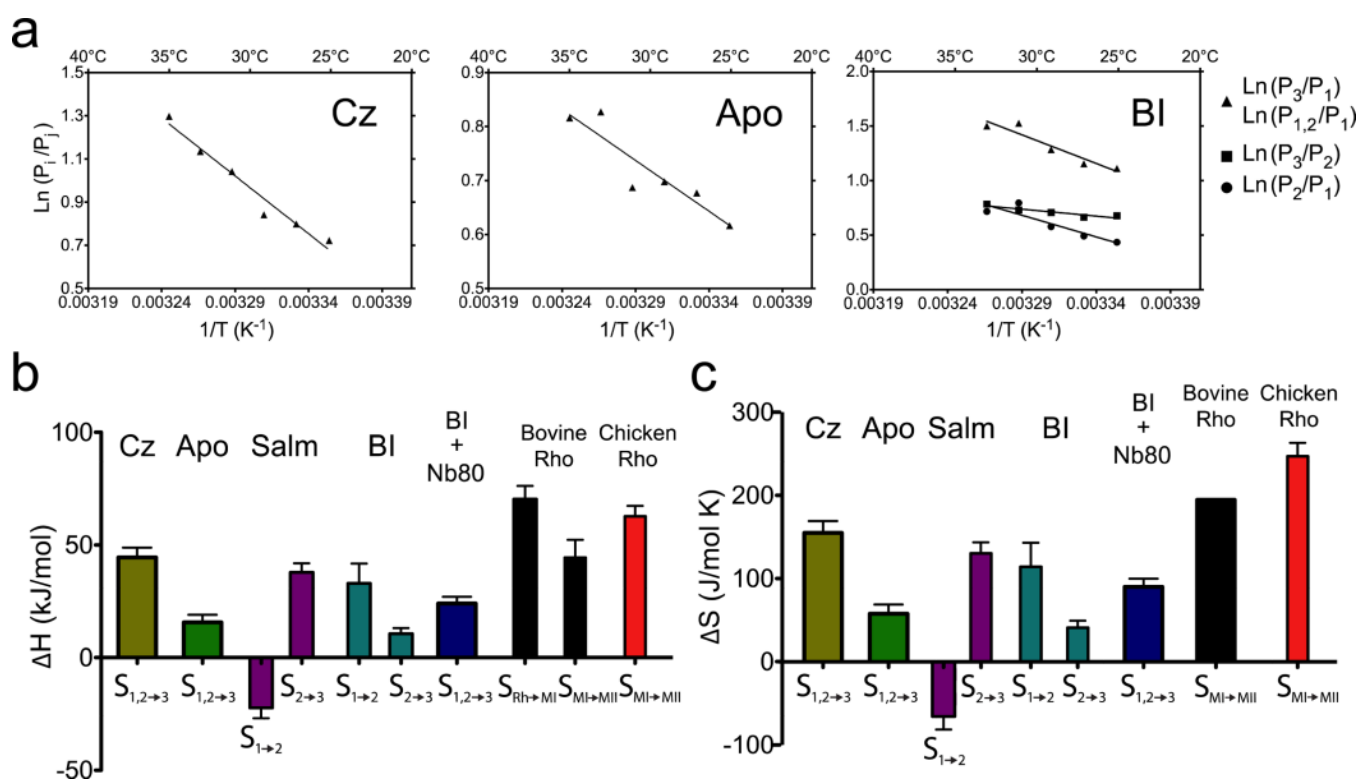 a
40°C 35°C 30°C 25°C 20°C
1.5
1.3
1.1
0.9
0.7
0.5
Ln (Pi/Pj)
Cz
0.00319 0.00324 0.00329 0.00334 0.00339
1/T (K-1)
40°C 35°C 30°C 25°C 20°C
0.9
0.8
0.7
0.6
0.5
Apo
0.00319 0.00324 0.00329 0.00334 0.00339
1/T (K-1)
40°C 35°C 30°C 25°C 20°C
2.0
1.5
1.0
0.5
0.0
BI
0.00319 0.00324 0.00329 0.00334 0.00339
1/T (K-1)
Ln (P3/P1)
Ln (P1,2/P1)
Ln (P3/P2)
Ln (P2/P1)
b
100
50
0
-50
ΔH (kJ/mol)
Cz Apo Salm BI
BI
+
Nb80
Bovine
Rho
Chicken
Rho
S1,2→3 S1,2→3 S1→2 S2→3 S1→2 S2→3 S1,2→3 SRh→MI SMI→MII SMI→MII
c
300
200
100
0
-100
ΔS (J/mol K)
Cz Apo Salm BI
BI
+
Nb80
Bovine
Rho
Chicken
Rho
S1,2→3 S1,2→3 S1→2 S2→3 S1→2 S2→3 S1,2→3 SMI→MII SMI→MII